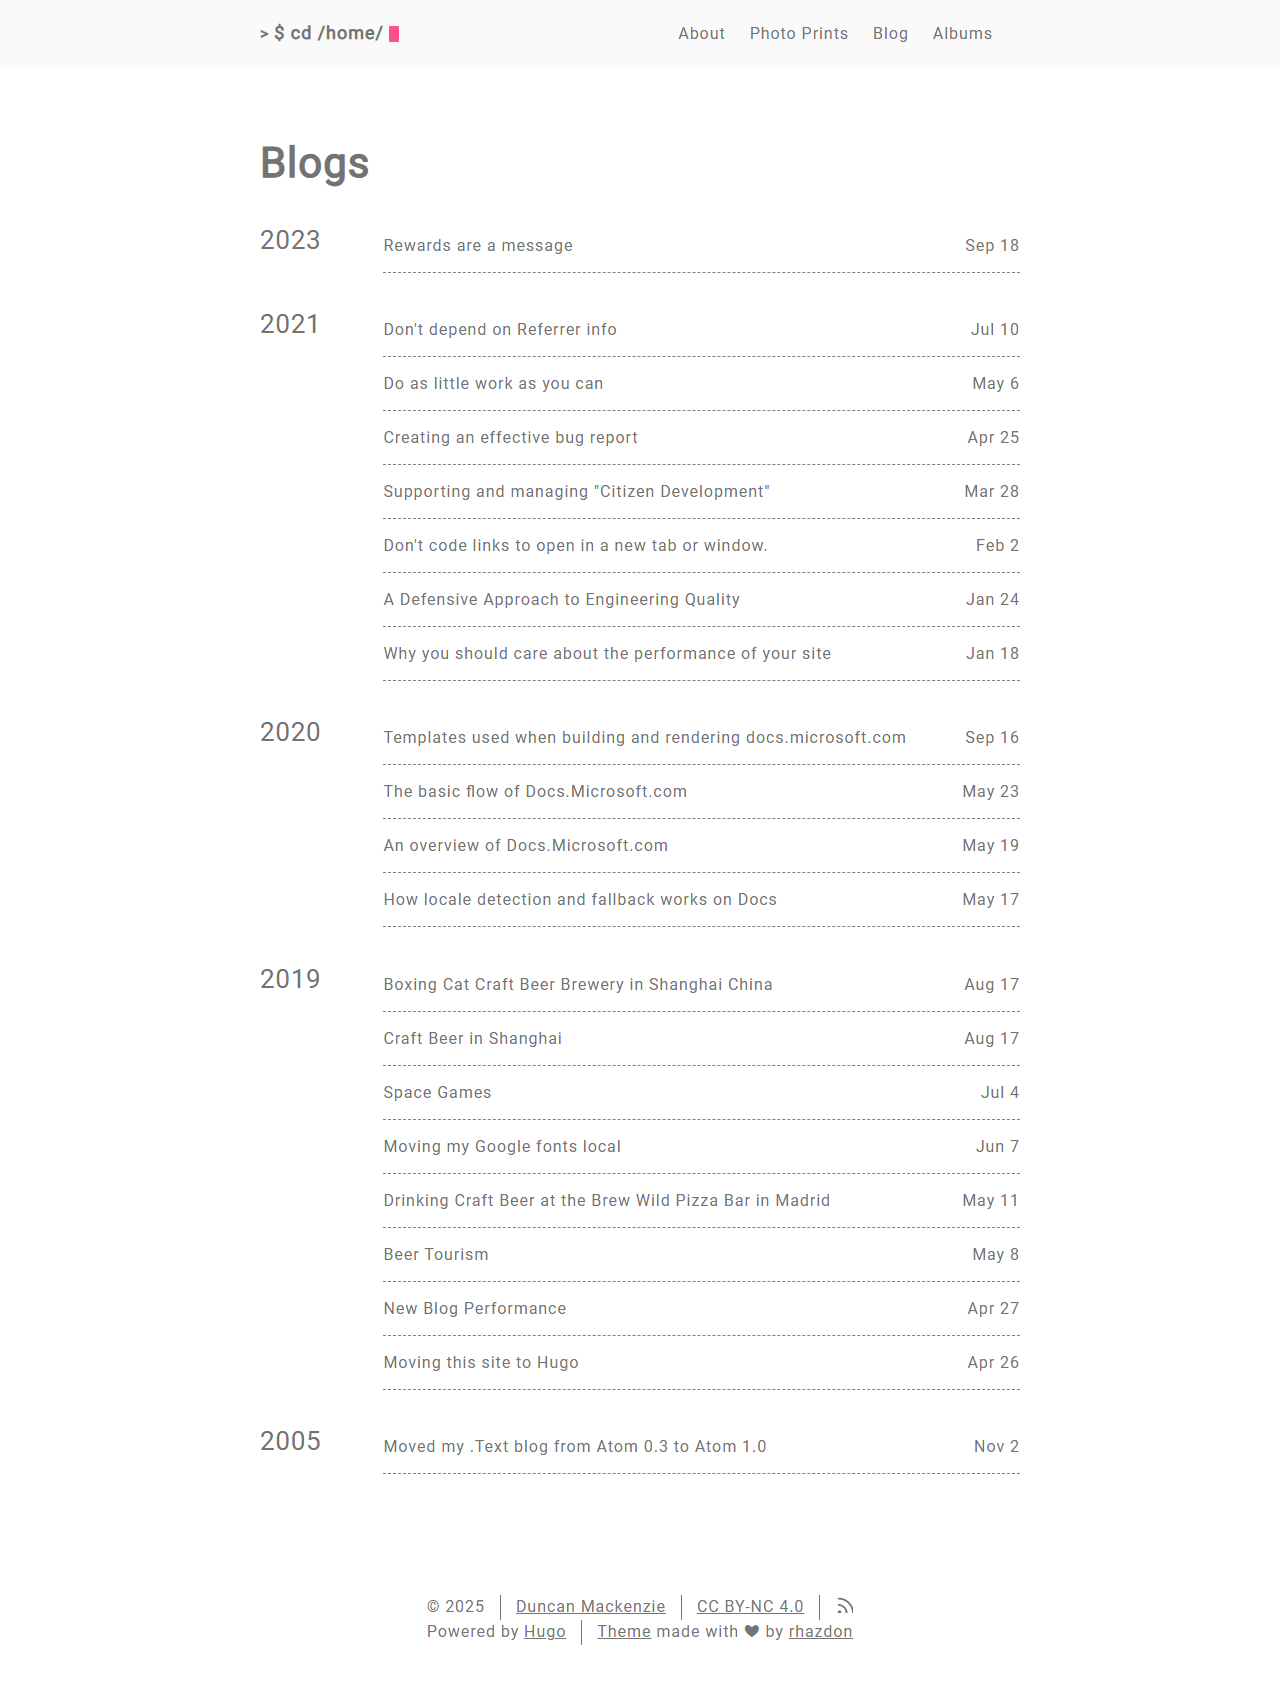 > $ cd /home/
About Photo Prints Blog Albums
Blogs
2023
Rewards are a message Sep 18
2021
Don't depend on Referrer info Jul 10
Do as little work as you can May 6
Creating an effective bug report Apr 25
Supporting and managing "Citizen Development" Mar 28
Don't code links to open in a new tab or window. Feb 2
A Defensive Approach to Engineering Quality Jan 24
Why you should care about the performance of your site Jan 18
2020
Templates used when building and rendering docs.microsoft.com Sep 16
The basic flow of Docs.Microsoft.com May 23
An overview of Docs.Microsoft.com May 19
How locale detection and fallback works on Docs May 17
2019
Boxing Cat Craft Beer Brewery in Shanghai China Aug 17
Craft Beer in Shanghai Aug 17
Space Games Jul 4
Moving my Google fonts local Jun 7
Drinking Craft Beer at the Brew Wild Pizza Bar in Madrid May 11
Beer Tourism May 8
New Blog Performance Apr 27
Moving this site to Hugo Apr 26
2005
Moved my .Text blog from Atom 0.3 to Atom 1.0 Nov 2
© 2025 Duncan Mackenzie CC BY-NC 4.0
Powered by Hugo Theme made with ♥ by rhazdon